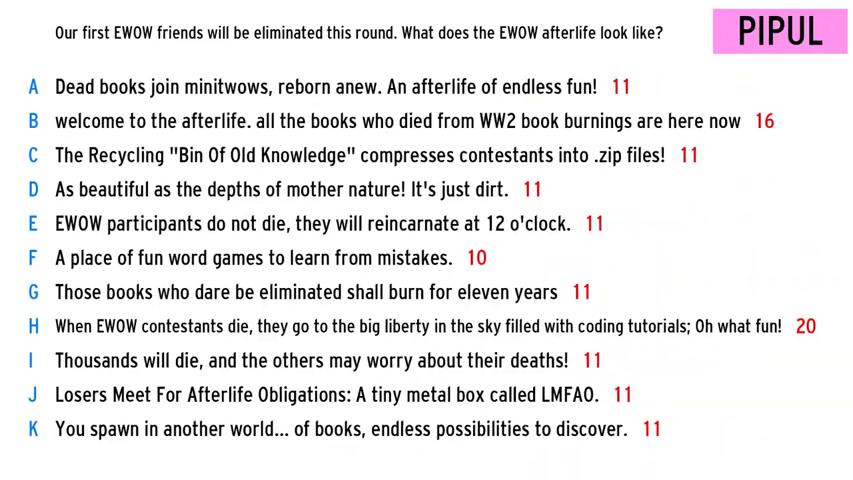 Our first EWOW friends will be eliminated this round. What does the EWOW afterlife look like?
PIPUL
A Dead books join minitwows, reborn anew. An afterlife of endless fun! 11
B welcome to the afterlife. all the books who died from WW2 book burnings are here now 16
C The Recycling "Bin Of Old Knowledge" compresses contestants into .zip files! 11
D As beautiful as the depths of mother nature! It's just dirt. 11
E EWOW participants do not die, they will reincarnate at 12 o'clock. 11
F A place of fun word games to learn from mistakes. 10
G Those books who dare be eliminated shall burn for eleven years 11
H When EWOW contestants die, they go to the big liberty in the sky filled with coding tutorials; Oh what fun! 20
I Thousands will die, and the others may worry about their deaths! 11
J Losers Meet For Afterlife Obligations: A tiny metal box called LMFAO. 11
K You spawn in another world... of books, endless possibilities to discover. 11